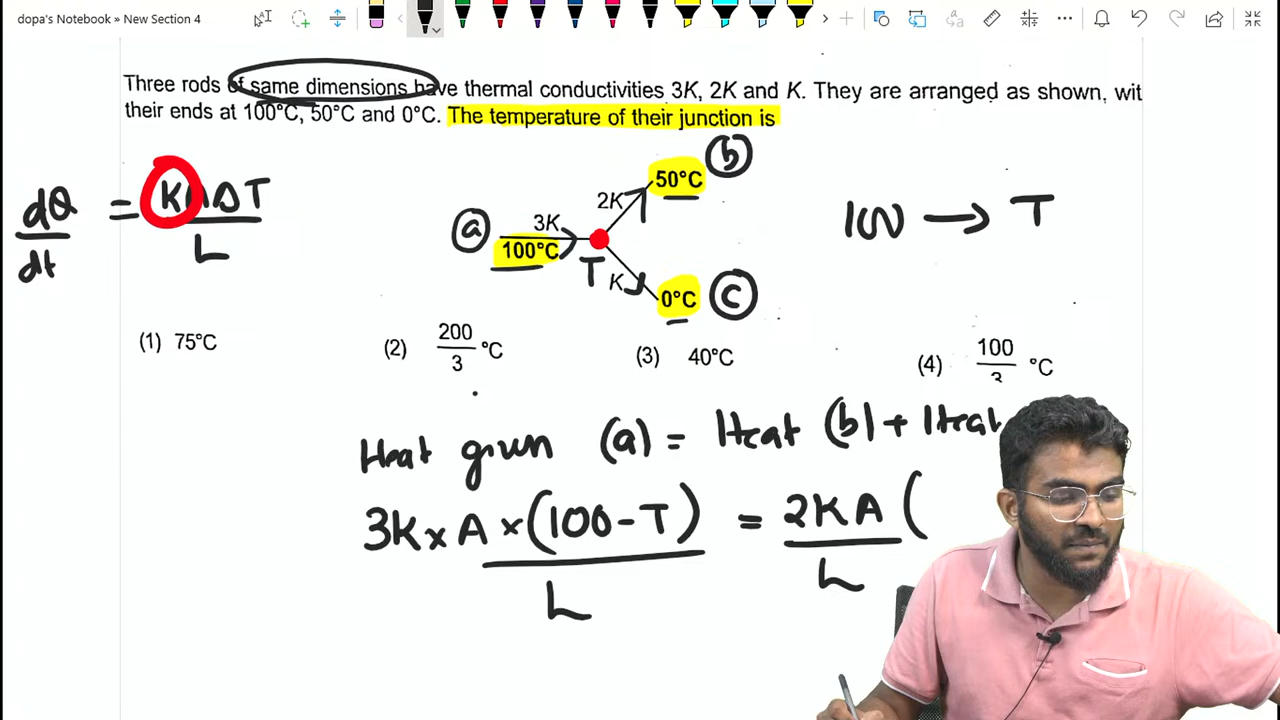 dopa's Notebook » New Section 4
Three rods of same dimensions have thermal conductivities 3K, 2K and K. They are arranged as shown, wit
their ends at 100°C, 50°C and 0°C. The temperature of their junction is
dQ/dt = KAΔT/L
(a)
3K
100°C
T
2K
50°C
(b)
K
0°C
(c)
100 → T
(1) 75°C
(2) 200/3 °C
(3) 40°C
(4) 100/3 °C
Heat given (a) = Heat (b) + Heat
3K × A × (100 - T)/L = 2KA/L (